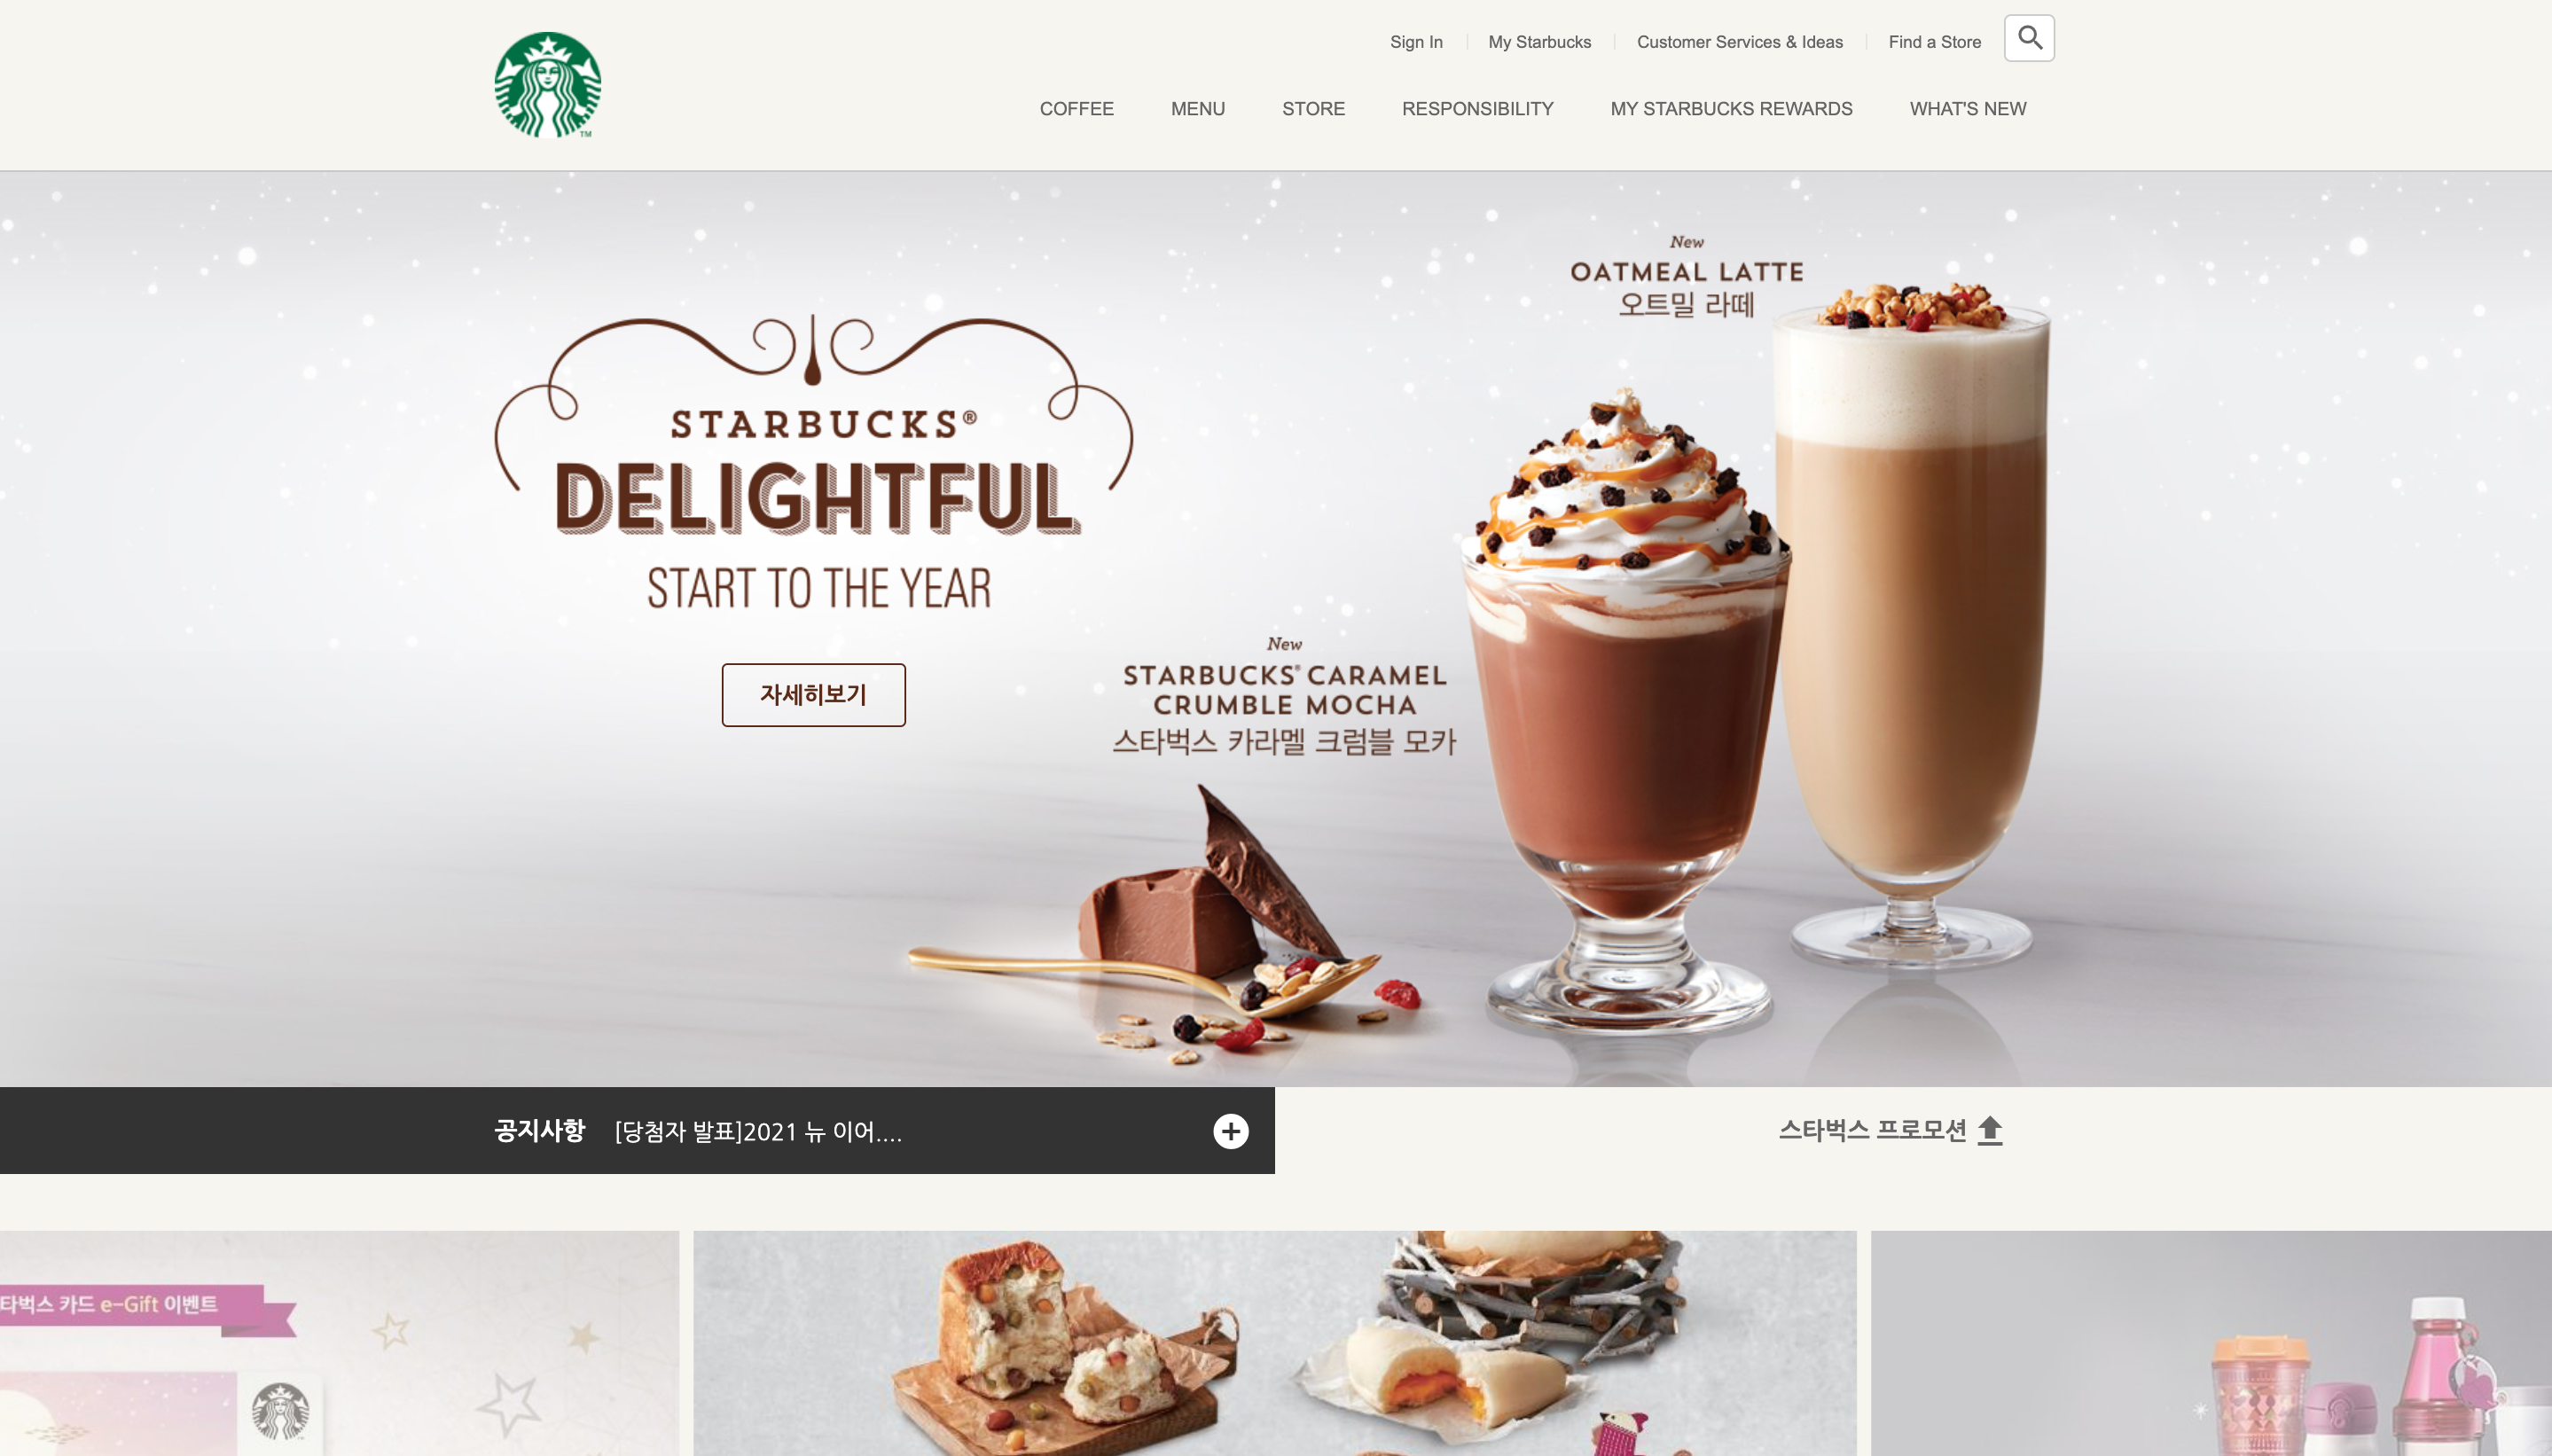 Sign In
My Starbucks
Customer Services & Ideas
Find a Store
COFFEE
MENU
STORE
RESPONSIBILITY
MY STARBUCKS REWARDS
WHAT'S NEW
TM
New
OATMEAL LATTE
오트밀 라떼
STARBUCKS®
DELIGHTFUL
START TO THE YEAR
자세히보기
New
STARBUCKS® CARAMEL
CRUMBLE MOCHA
스타벅스 카라멜 크럼블 모카
공지사항
[당첨자 발표]2021 뉴 이어....
스타벅스 프로모션
타벅스 카드 e-Gift 이벤트